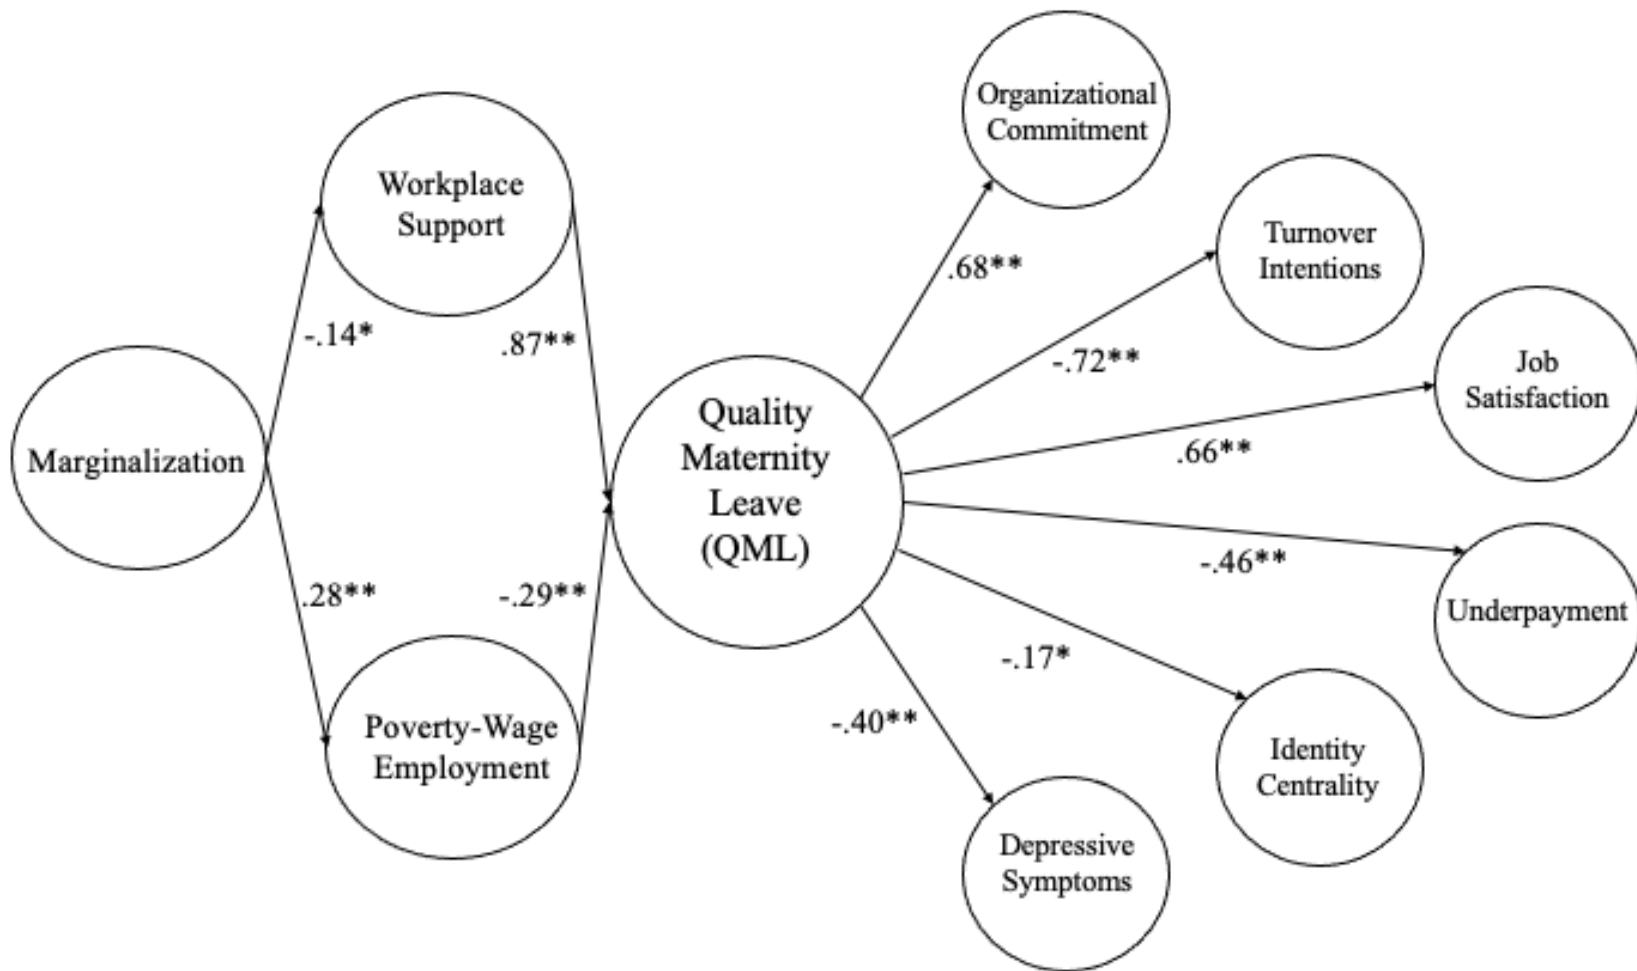 Organizational
Commitment
Workplace
Support
Turnover
Intentions
.68**
-.14*
.87**
-.72**
Job
Satisfaction
Marginalization
Quality
Maternity
Leave
(QML)
.66**
-.46**
.28**
-.29**
Underpayment
-.17*
-.40**
Poverty-Wage
Employment
Identity
Centrality
Depressive
Symptoms